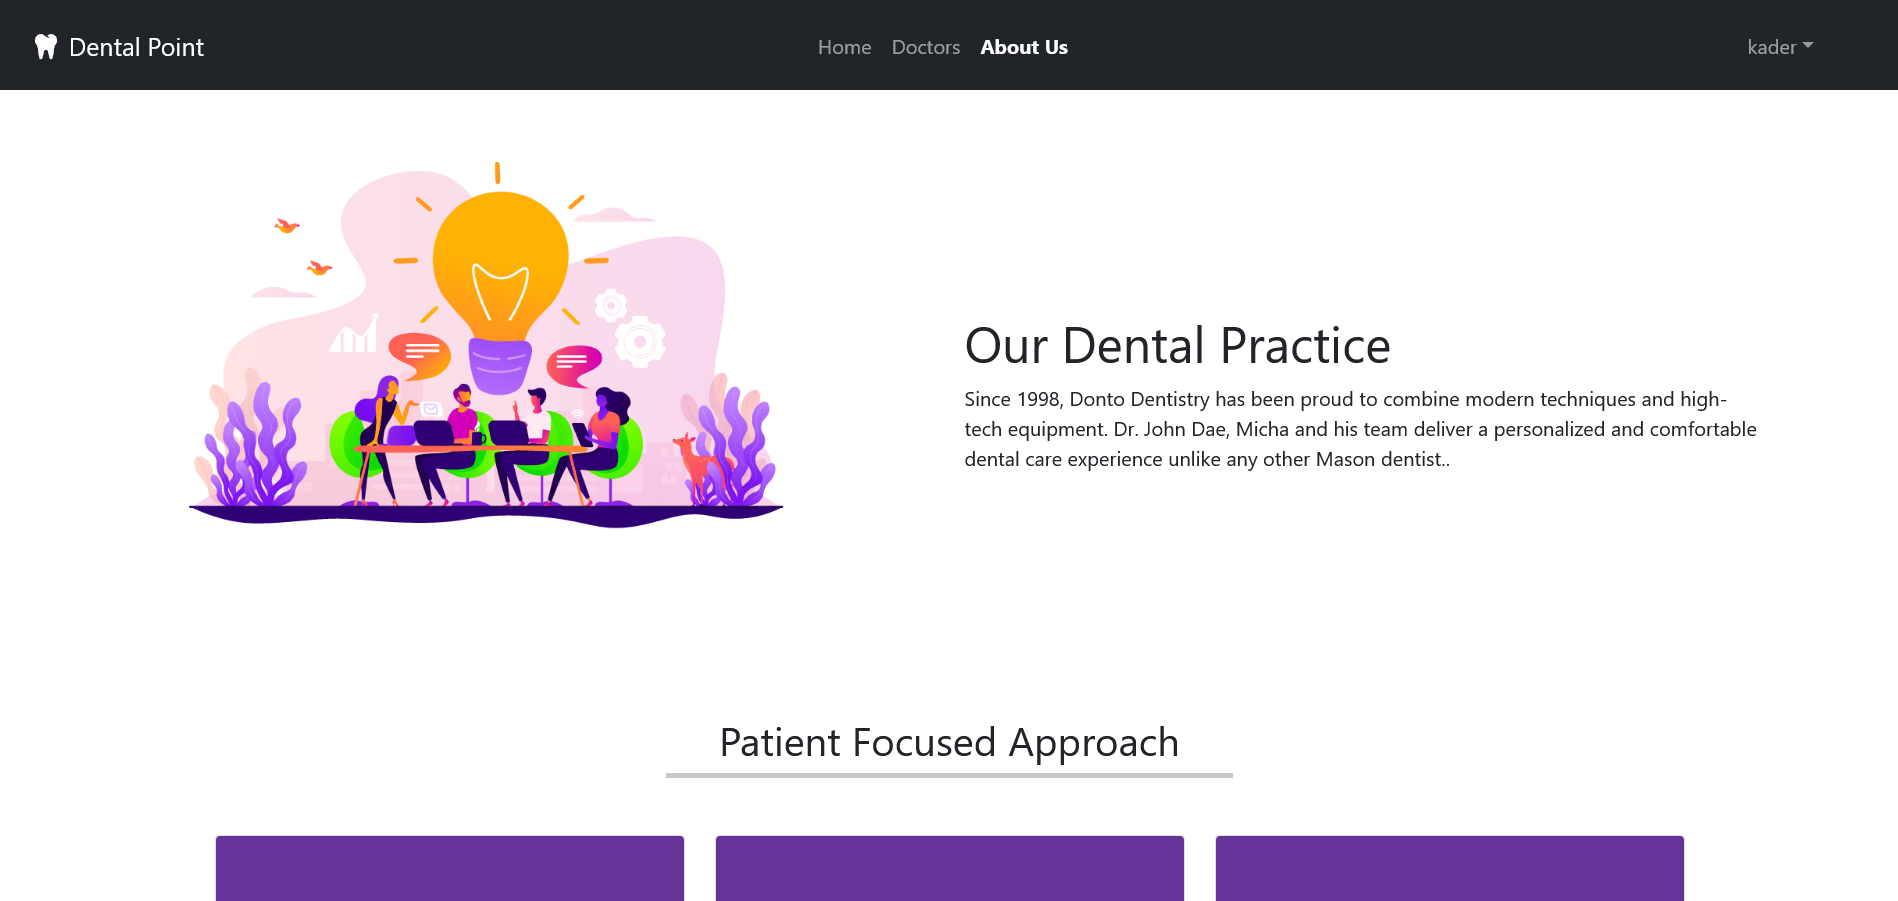 Dental Point
Home Doctors About Us
kader
Our Dental Practice
Since 1998, Donto Dentistry has been proud to combine modern techniques and high-
tech equipment. Dr. John Dae, Micha and his team deliver a personalized and comfortable
dental care experience unlike any other Mason dentist..
Patient Focused Approach